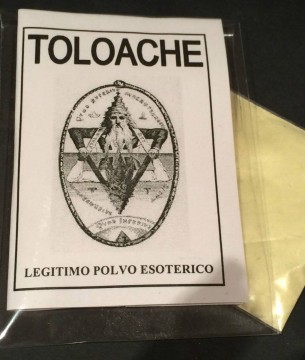 TOLOACHE
LEGITIMO POLVO ESOTERICO